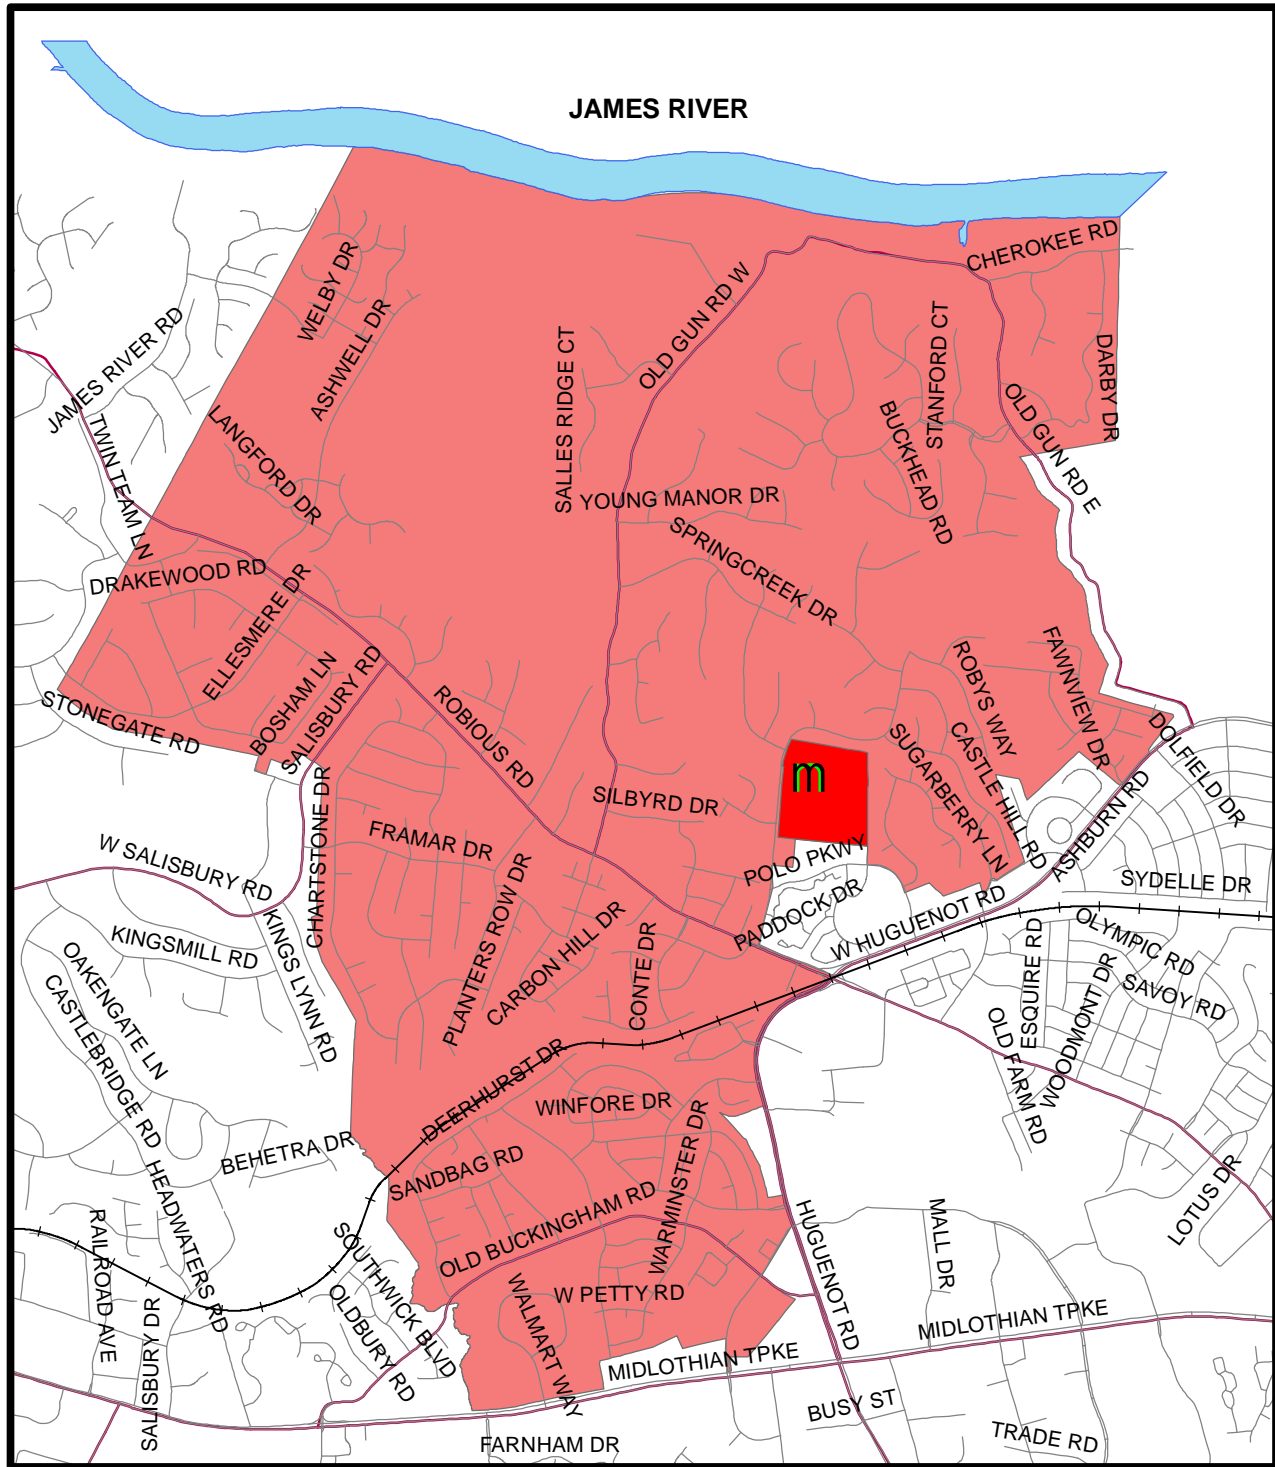 JAMES RIVER
CHEROKEE RD
WELBY DR
OLD GUN RD W
JAMES RIVER RD
ASHWELL DR
SALLES RIDGE CT
STANFORD CT
DARBY DR
LANGFORD DR
TWIN TEAM LN
BUCKHEAD RD
OLD GUN RD E
YOUNG MANOR DR
SPRINGCREEK DR
DRAKEWOOD RD
ELLESMERE DR
BOSHAM LN
SALISBURY RD
STONEGATE RD
ROBIOUS RD
ROBYS WAY
FAWNVIEW DR
CASTLE HILL RD
SUGARBERRY LN
DOLFIELD DR
m
SILBYRD DR
CHARTSTONE DR
FRAMAR DR
PLANTERS ROW DR
POLO PKWY
ASHBURN RD
W SALISBURY RD
PADDOCK DR
SYDELLE DR
W HUGUENOT RD
KINGSMILL RD
KINGS LYNN RD
CARBON HILL DR
CONTE DR
ESQUIRE RD
OLYMPIC RD
SAVOY RD
WOODMONT DR
OLD FARM RD
OAKENGATE LN
CASTLEBRIDGE RD
DEERHURST DR
WINFORE DR
WARMINSTER DR
BEHETRA DR
SANDBAG RD
HEADWATERS RD
OLD BUCKINGHAM RD
LOTUS DR
HUGUENOT RD
MALL DR
RAILROAD AVE
SOUTHWICK BLVD
OLDBURY RD
W PETTY RD
WALMART WAY
SALISBURY DR
MIDLOTHIAN TPKE
MIDLOTHIAN TPKE
BUSY ST
TRADE RD
FARNHAM DR